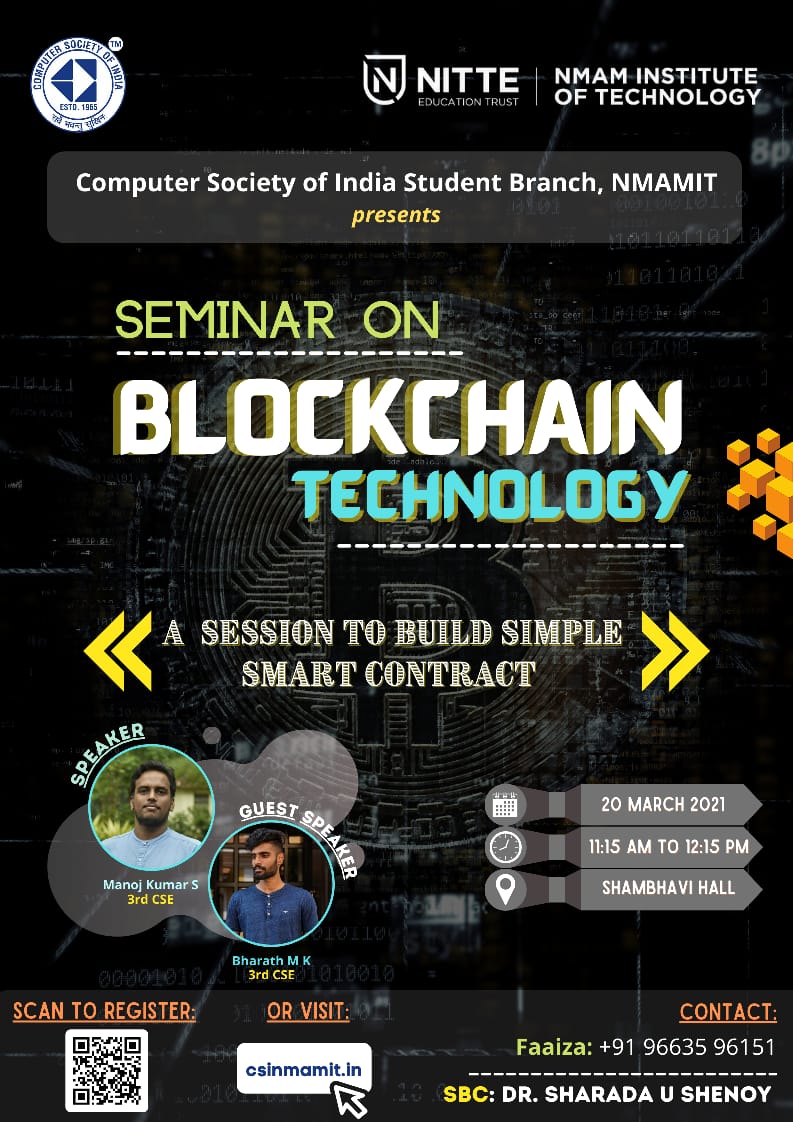 COMPUTER SOCIETY OF INDIA
TM
ESTD. 1965
सर्वे भवन्तु सुखिनः
N NITTE
EDUCATION TRUST
NMAM INSTITUTE
OF TECHNOLOGY
Computer Society of India Student Branch, NMAMIT
presents
SEMINAR ON
BLOCKCHAIN
TECHNOLOGY
A SESSION TO BUILD SIMPLE
SMART CONTRACT
SPEAKER
Manoj Kumar S
3rd CSE
GUEST SPEAKER
Bharath M K
3rd CSE
20 MARCH 2021
11:15 AM TO 12:15 PM
SHAMBHAVI HALL
SCAN TO REGISTER:
OR VISIT:
csinmamit.in
CONTACT:
Faaiza: +91 96635 96151
SBC: DR. SHARADA U SHENOY